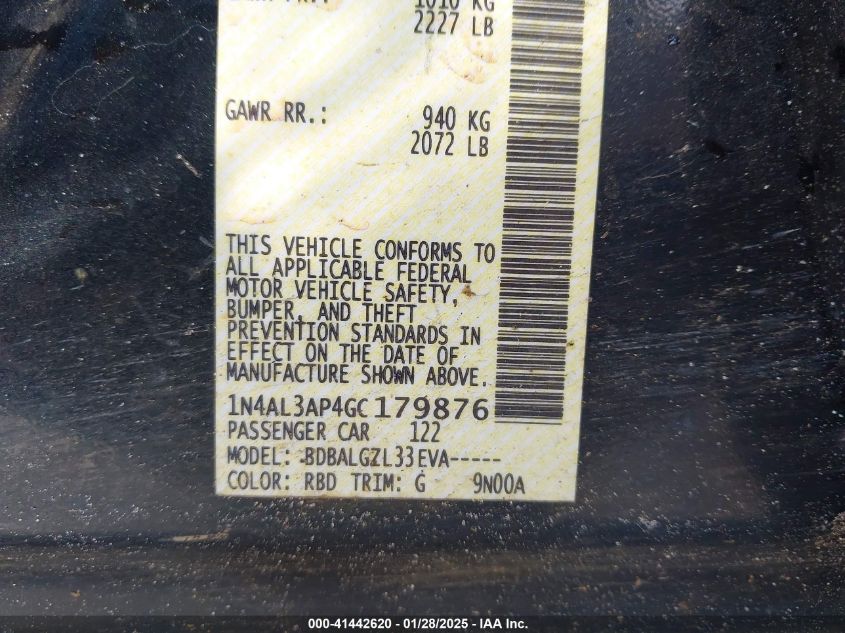 1010 KG
2227 LB
GAWR RR.:
940 KG
2072 LB
THIS VEHICLE CONFORMS TO
ALL APPLICABLE FEDERAL
MOTOR VEHICLE SAFETY,
BUMPER, AND THEFT
PREVENTION STANDARDS IN
EFFECT ON THE DATE OF
MANUFACTURE SHOWN ABOVE.
1N4AL3AP4GC179876
PASSENGER CAR 122
MODEL: BDBALGZL33EVA-----
COLOR: RBD TRIM: G 9N00A
000-41442620 - 01/28/2025 - IAA Inc.